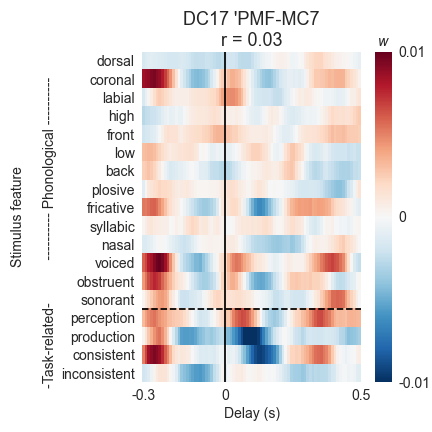 DC17 'PMF-MC7
r = 0.03
w
dorsal
coronal
labial
high
front
low
back
plosive
fricative
syllabic
nasal
voiced
obstruent
sonorant
perception
production
consistent
inconsistent
Stimulus feature
-Task-related- ---------- Phonological ----------
0.01
0
-0.01
-0.3 0 0.5
Delay (s)